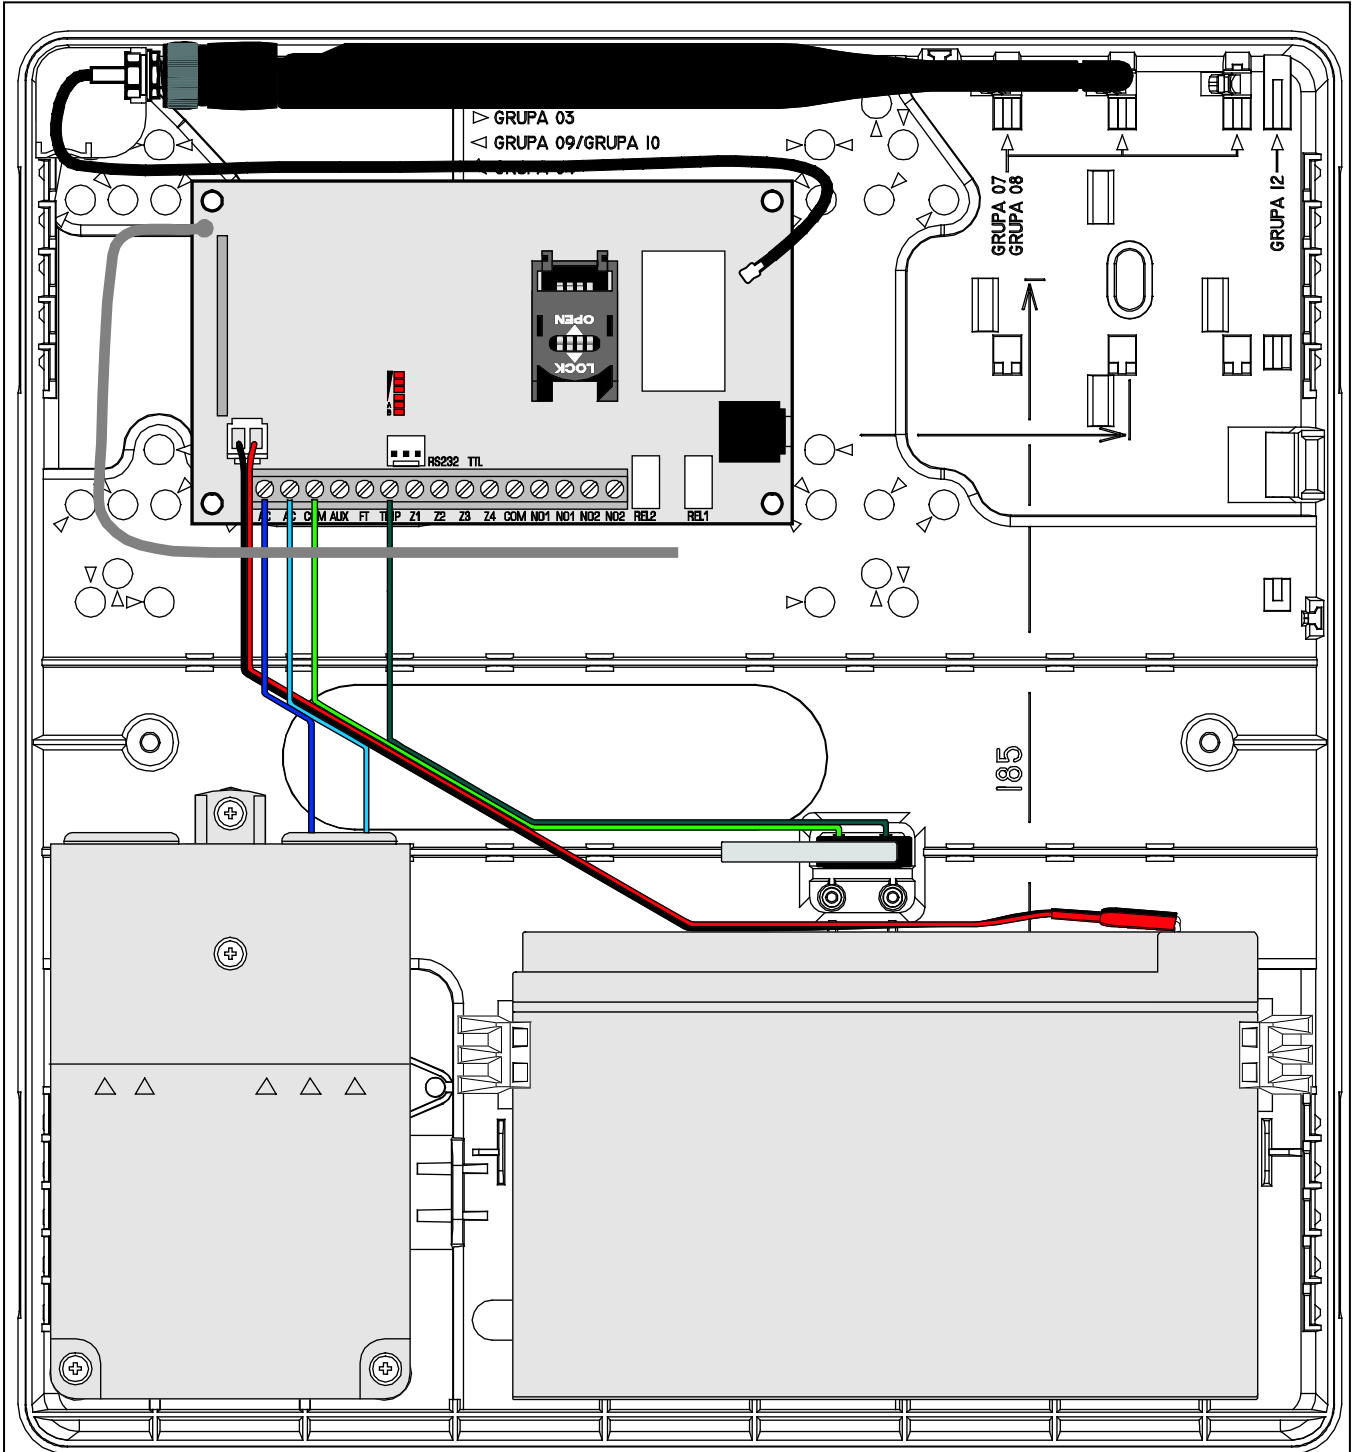 GRUPA 03
GRUPA 09/GRUPA 10
GRUPA 07
GRUPA 08
GRUPA 12
OPEN
LOCK
A
B
RS232 TTL
AC AC COM AUX FT TMP Z1 Z2 Z3 Z4 COM NO1 NO1 NO2 NO2 REL2 REL1
185